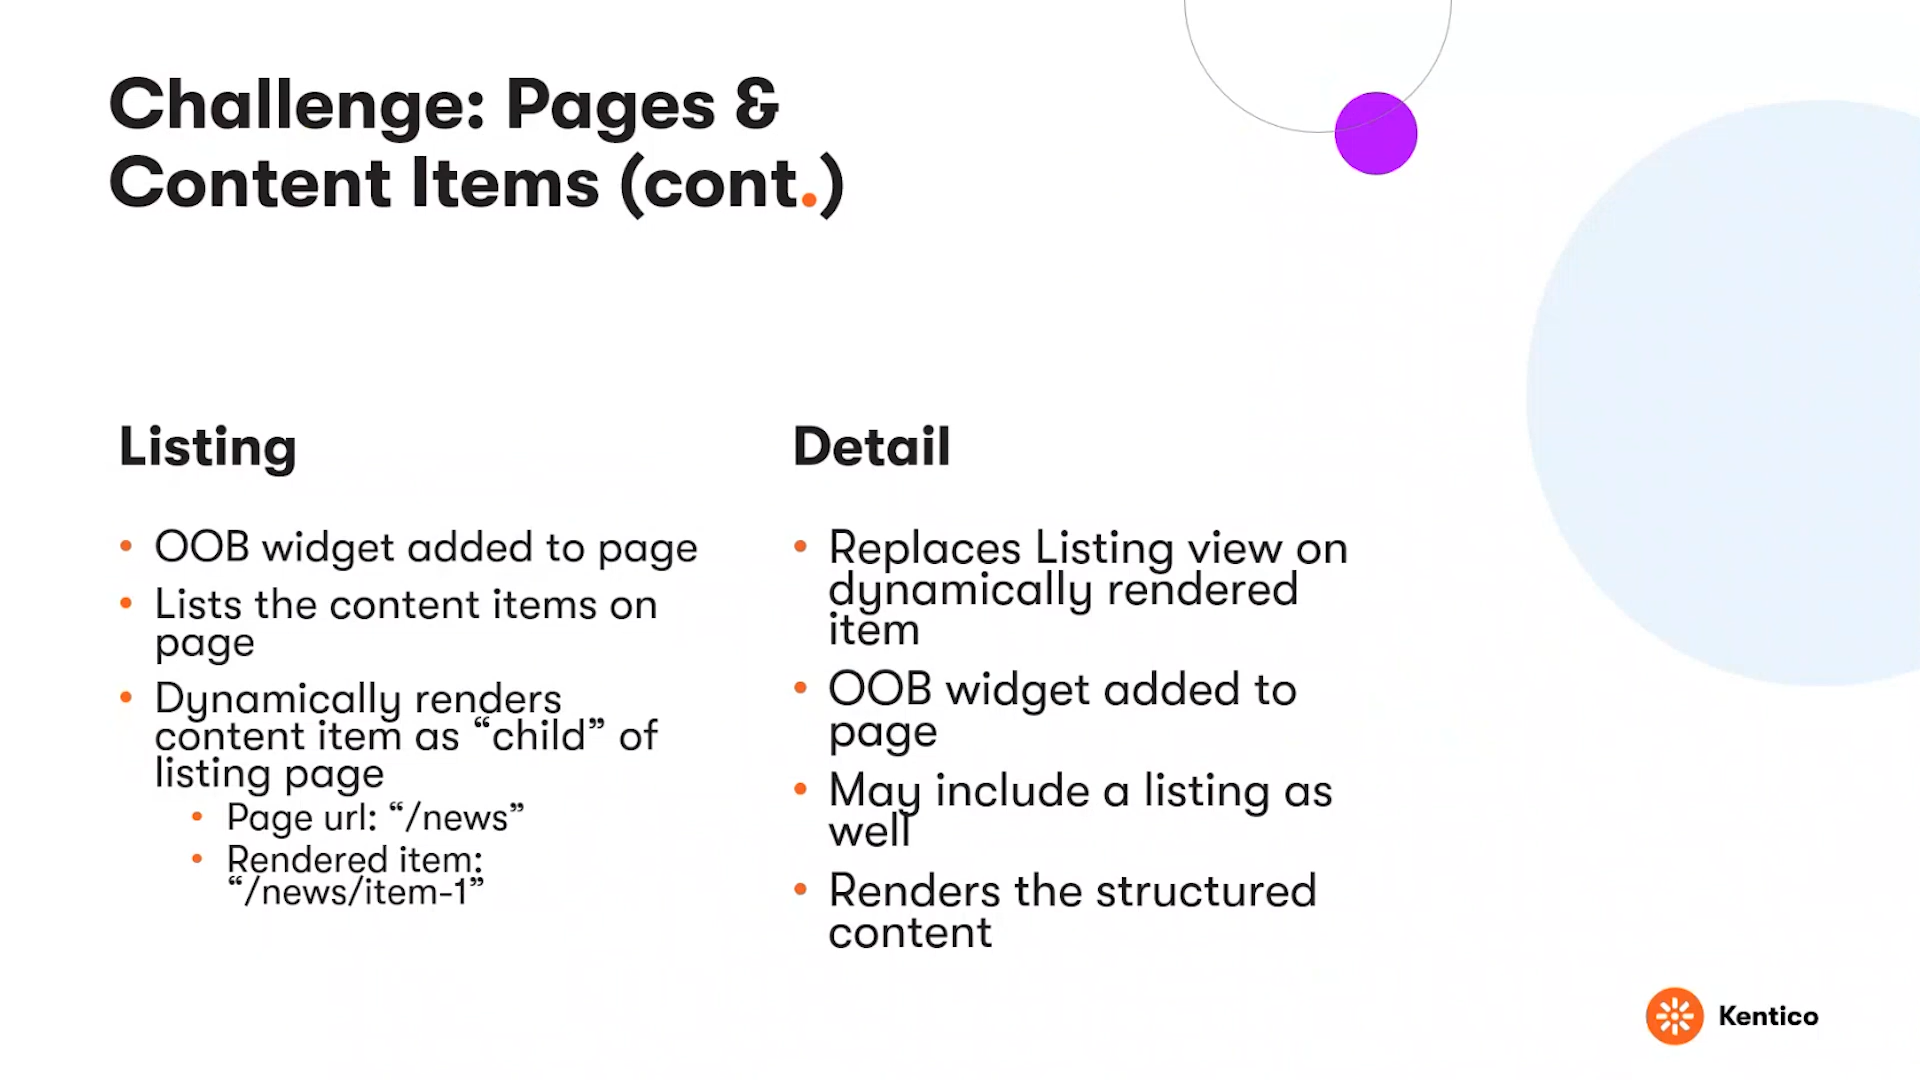 Challenge: Pages &
Content Items (cont.)
Listing
• OOB widget added to page
• Lists the content items on
page
• Dynamically renders
content item as “child” of
listing page
• Page url: “/news”
• Rendered item:
“/news/item-1”
Detail
• Replaces Listing view on
dynamically rendered
item
• OOB widget added to
page
• May include a listing as
well
• Renders the structured
content
Kentico